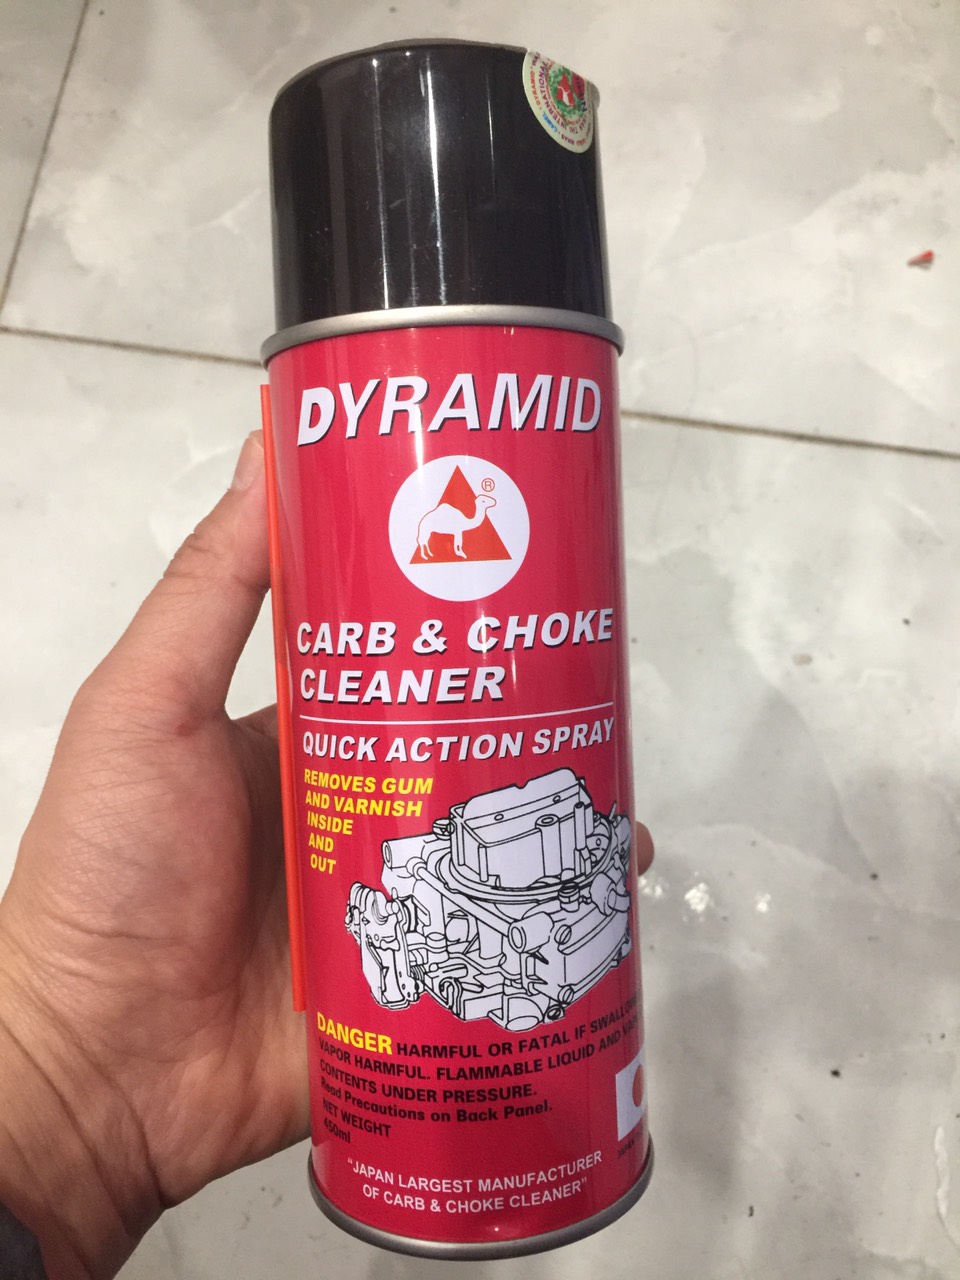 DYRAMID
®
CARB & CHOKE
CLEANER
QUICK ACTION SPRAY
REMOVES GUM
AND VARNISH
INSIDE
AND
OUT
DANGER HARMFUL OR FATAL IF
VAPOR HARMFUL. FLAMMABLE LIQUID AND
CONTENTS UNDER PRESSURE.
Read Precautions on Back Panel.
NET WEIGHT
450ml
"JAPAN LARGEST MANUFACTURER
OF CARB & CHOKE CLEANER"